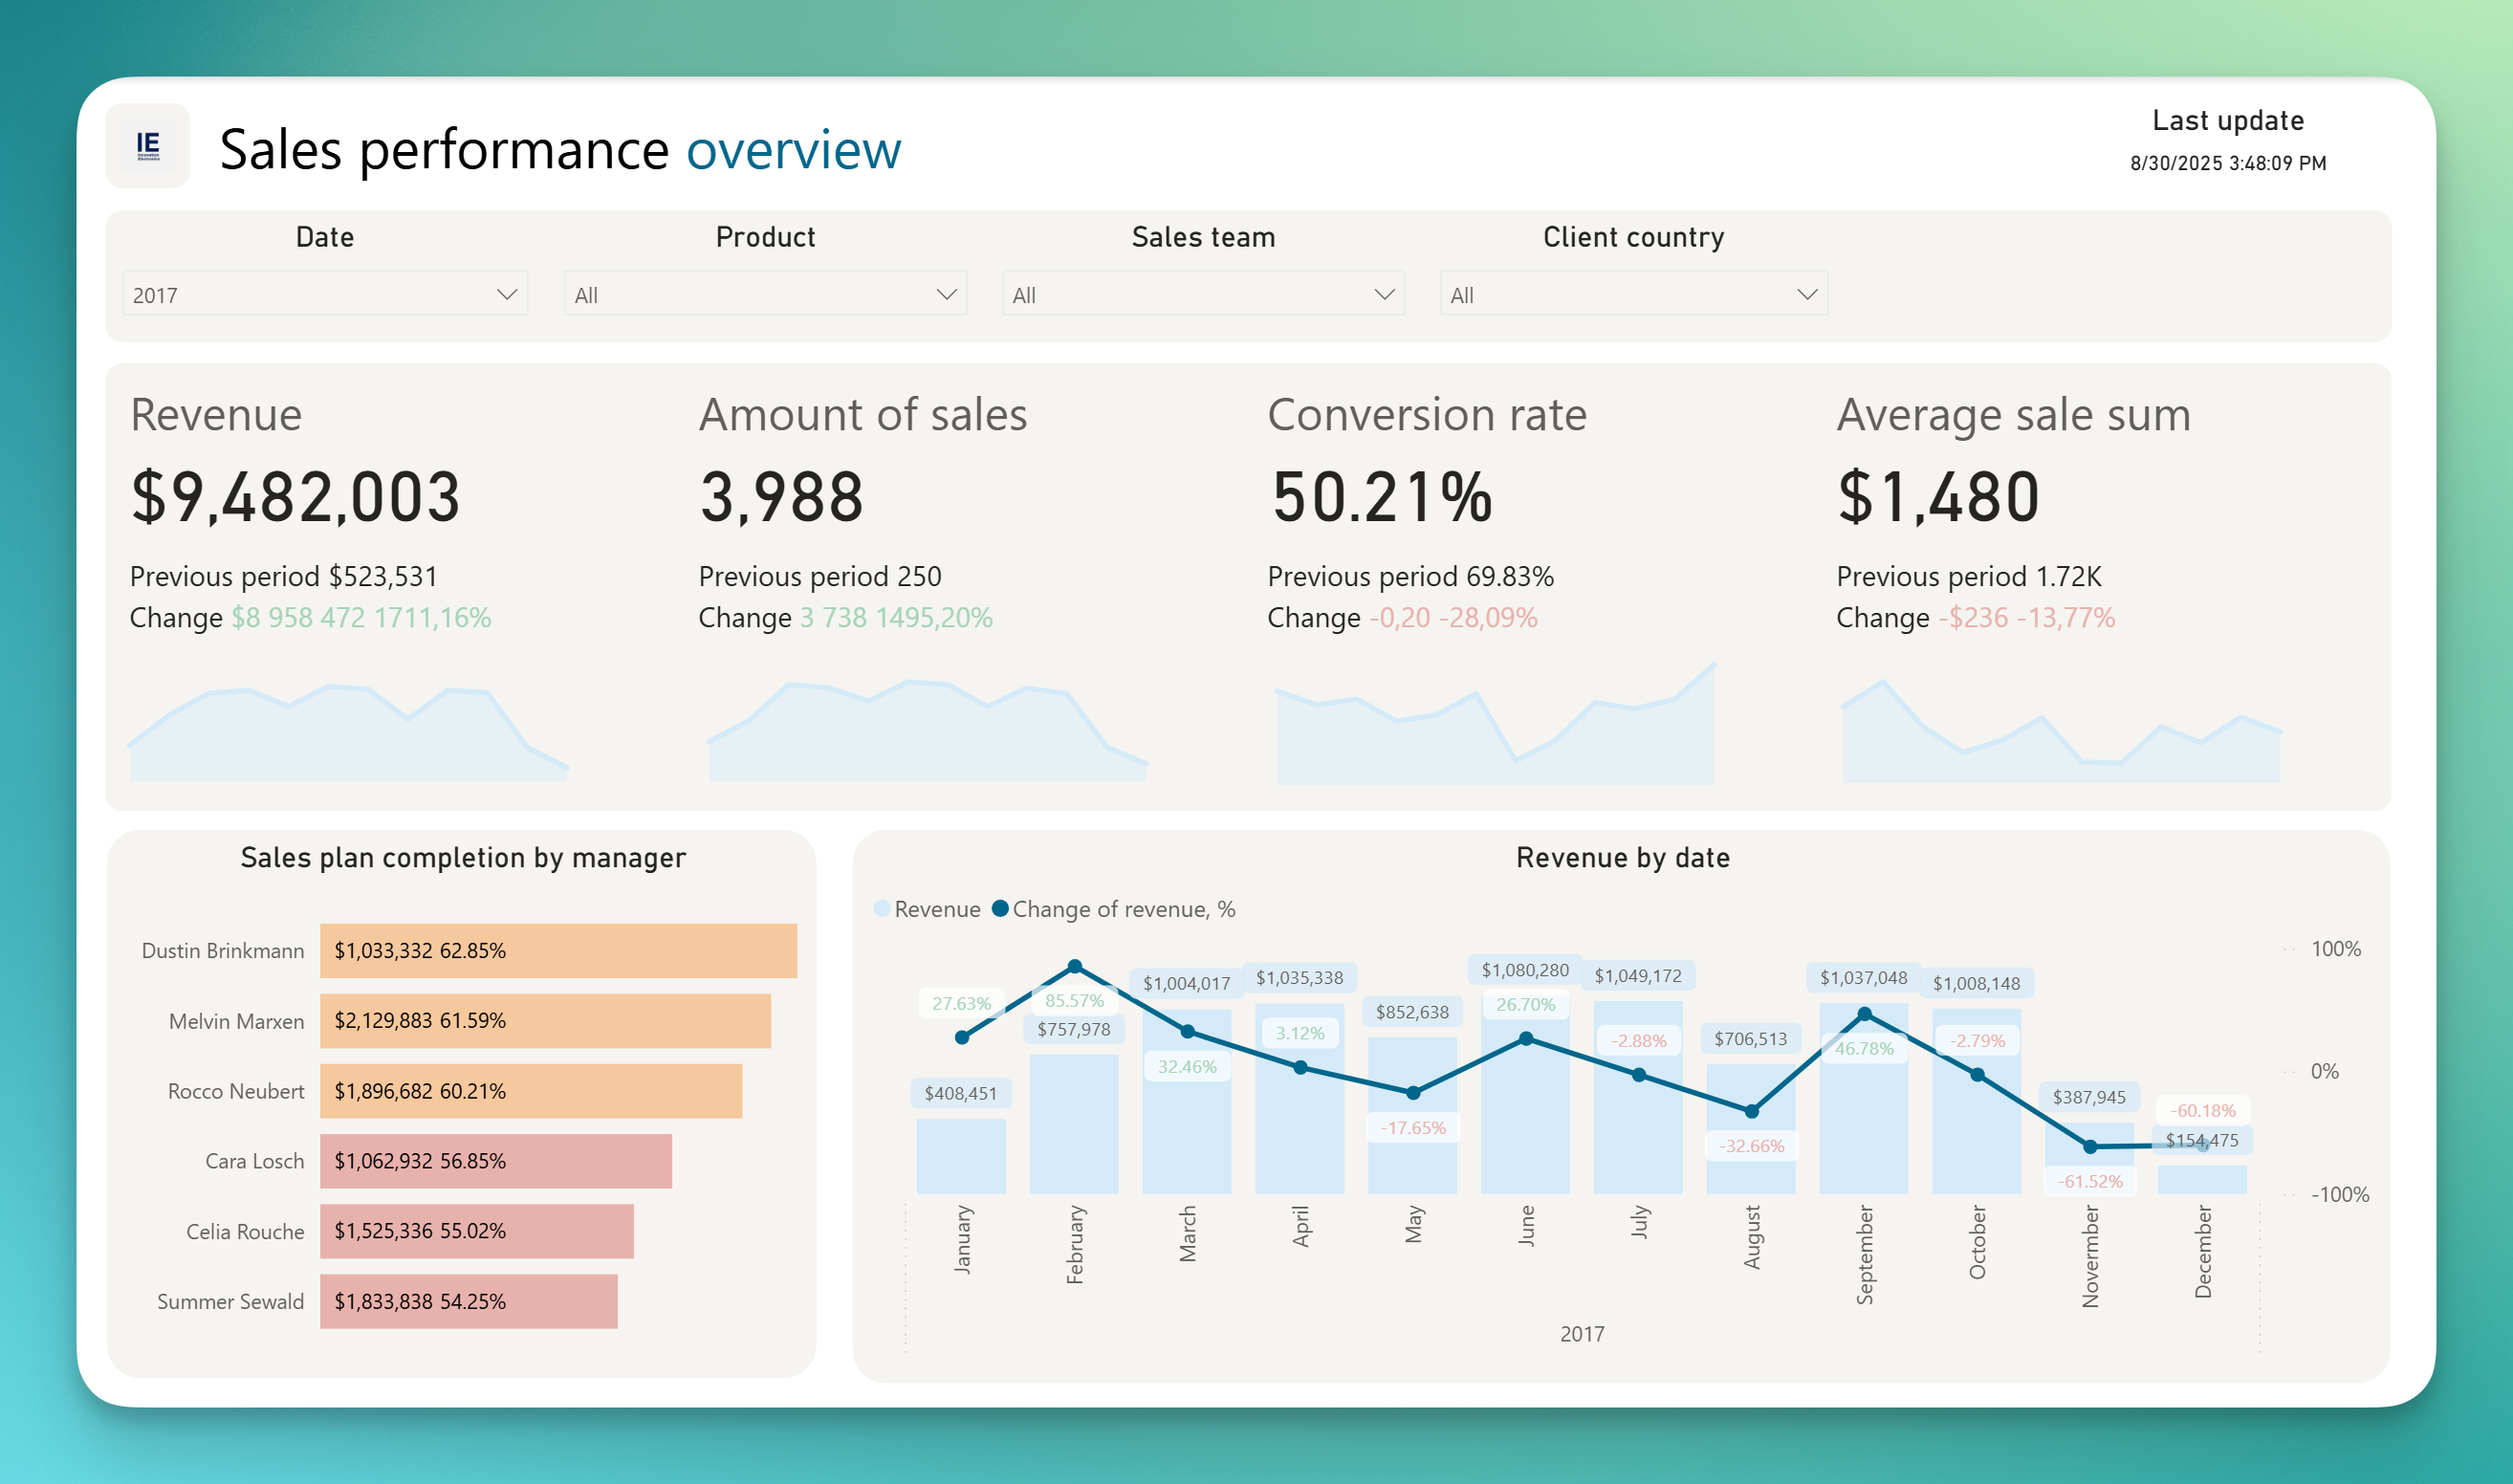 IE
Innovation
Electronics
Sales performance overview
Last update
8/30/2025 3:48:09 PM
Date
Product
Sales team
Client country
2017
All
All
All
Revenue
$9,482,003
Previous period $523,531
Change $8 958 472 1711,16%
Amount of sales
3,988
Previous period 250
Change 3 738 1495,20%
Conversion rate
50.21%
Previous period 69.83%
Change -0,20 -28,09%
Average sale sum
$1,480
Previous period 1.72K
Change -$236 -13,77%
Sales plan completion by manager
Dustin Brinkmann $1,033,332 62.85%
Melvin Marxen $2,129,883 61.59%
Rocco Neubert $1,896,682 60.21%
Cara Losch $1,062,932 56.85%
Celia Rouche $1,525,336 55.02%
Summer Sewald $1,833,838 54.25%
Revenue by date
Revenue Change of revenue, %
100%
0%
-100%
27.63%
$408,451
85.57%
$757,978
$1,004,017
32.46%
$1,035,338
3.12%
$852,638
-17.65%
$1,080,280
26.70%
$1,049,172
-2.88%
$706,513
-32.66%
$1,037,048
46.78%
$1,008,148
-2.79%
$387,945
-61.52%
-60.18%
$154,475
January
February
March
April
May
June
July
August
September
October
Novermber
December
2017